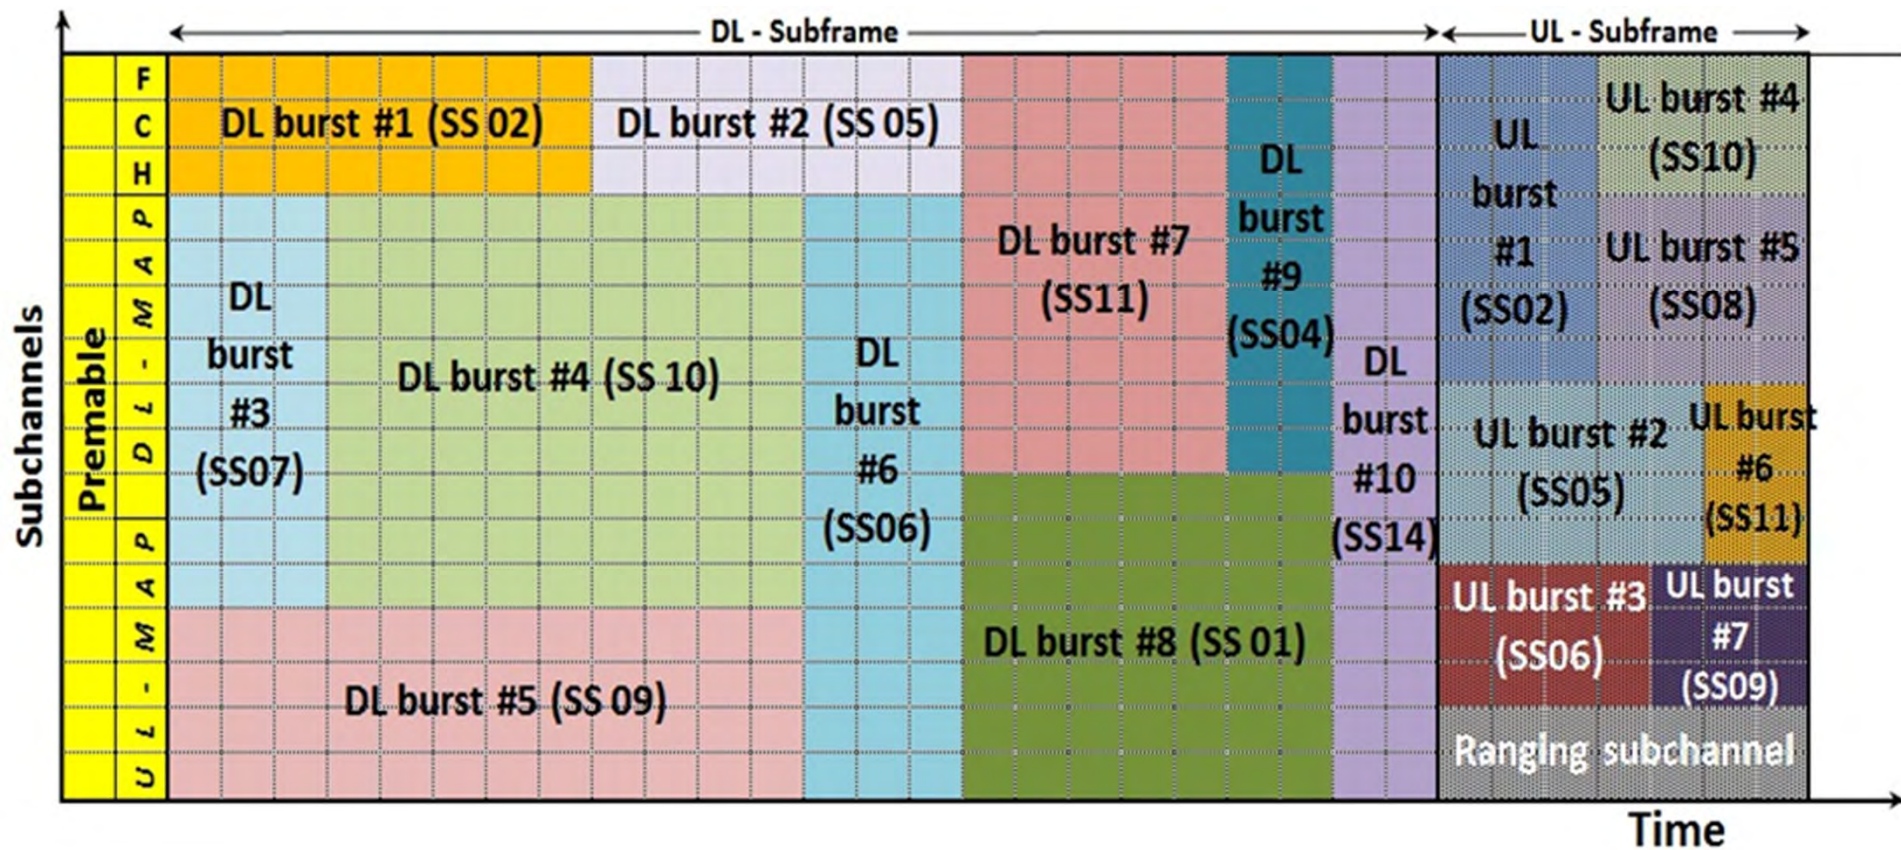 DL - Subframe
UL - Subframe
Subchannels
Premable
F
C
H
P
A
M
-
L
D
P
A
M
-
L
U
DL burst #1 (SS 02)
DL burst #2 (SS 05)
DL
burst
#3
(SS07)
DL burst #4 (SS 10)
DL burst #5 (SS 09)
DL
burst
#6
(SS06)
DL burst #7
(SS11)
DL burst #8 (SS 01)
DL
burst
#9
(SS04)
DL
burst
#10
(SS14)
UL
burst
#1
(SS02)
UL burst #4
(SS10)
UL burst #5
(SS08)
UL burst #2
(SS05)
UL burst
#6
(SS11)
UL burst #3
(SS06)
UL burst
#7
(SS09)
Ranging subchannel
Time